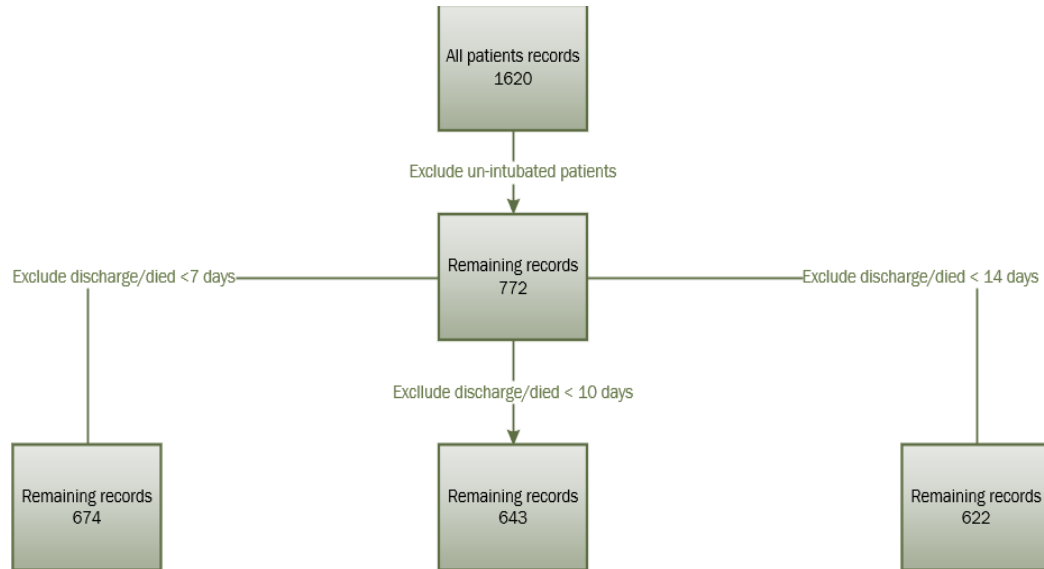 All patients records
1620
Exclude un-intubated patients
Remaining records
772
Exclude discharge/died <7 days
Exclude discharge/died < 14 days
Excllude discharge/died < 10 days
Remaining records
674
Remaining records
643
Remaining records
622